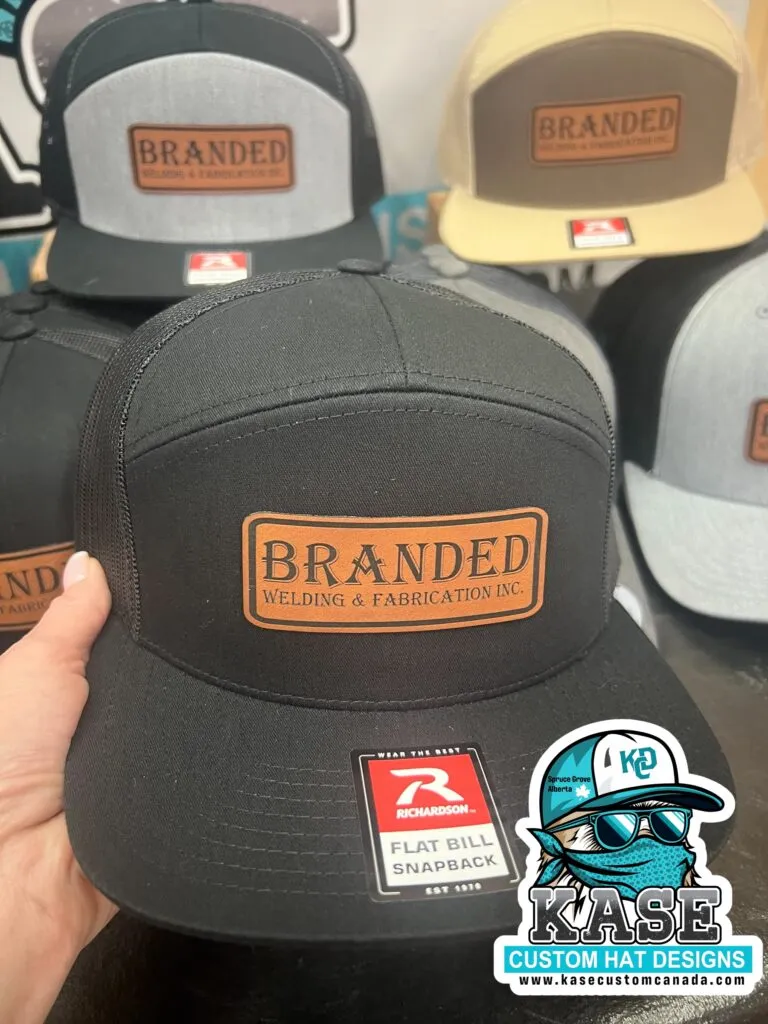 BRANDED
WELDING & FABRICATION INC.
BRANDED
WELDING & FABRICATION INC.
BRANDED
WELDING & FABRICATION INC.
WEAR THE BEST
R
RICHARDSON
FLAT BILL
SNAPBACK
EST 1970
KCD
Spruce Grove
Alberta
KASE
CUSTOM HAT DESIGNS
www.kasecustomcanada.com